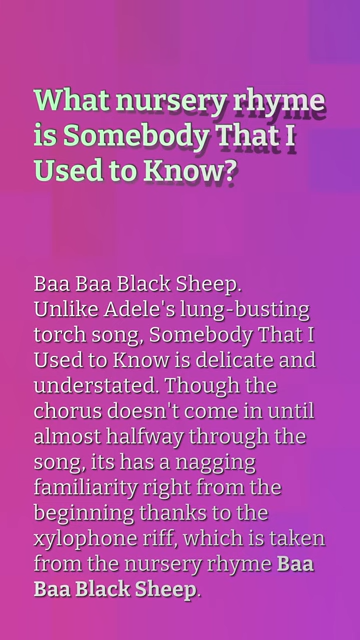 What nursery rhyme
is Somebody That I
Used to Know?
Baa Baa Black Sheep.
Unlike Adele's lung-busting
torch song, Somebody That I
Used to Know is delicate and
understated. Though the
chorus doesn't come in until
almost halfway through the
song, its has a nagging
familiarity right from the
beginning thanks to the
xylophone riff, which is taken
from the nursery rhyme Baa
Baa Black Sheep.